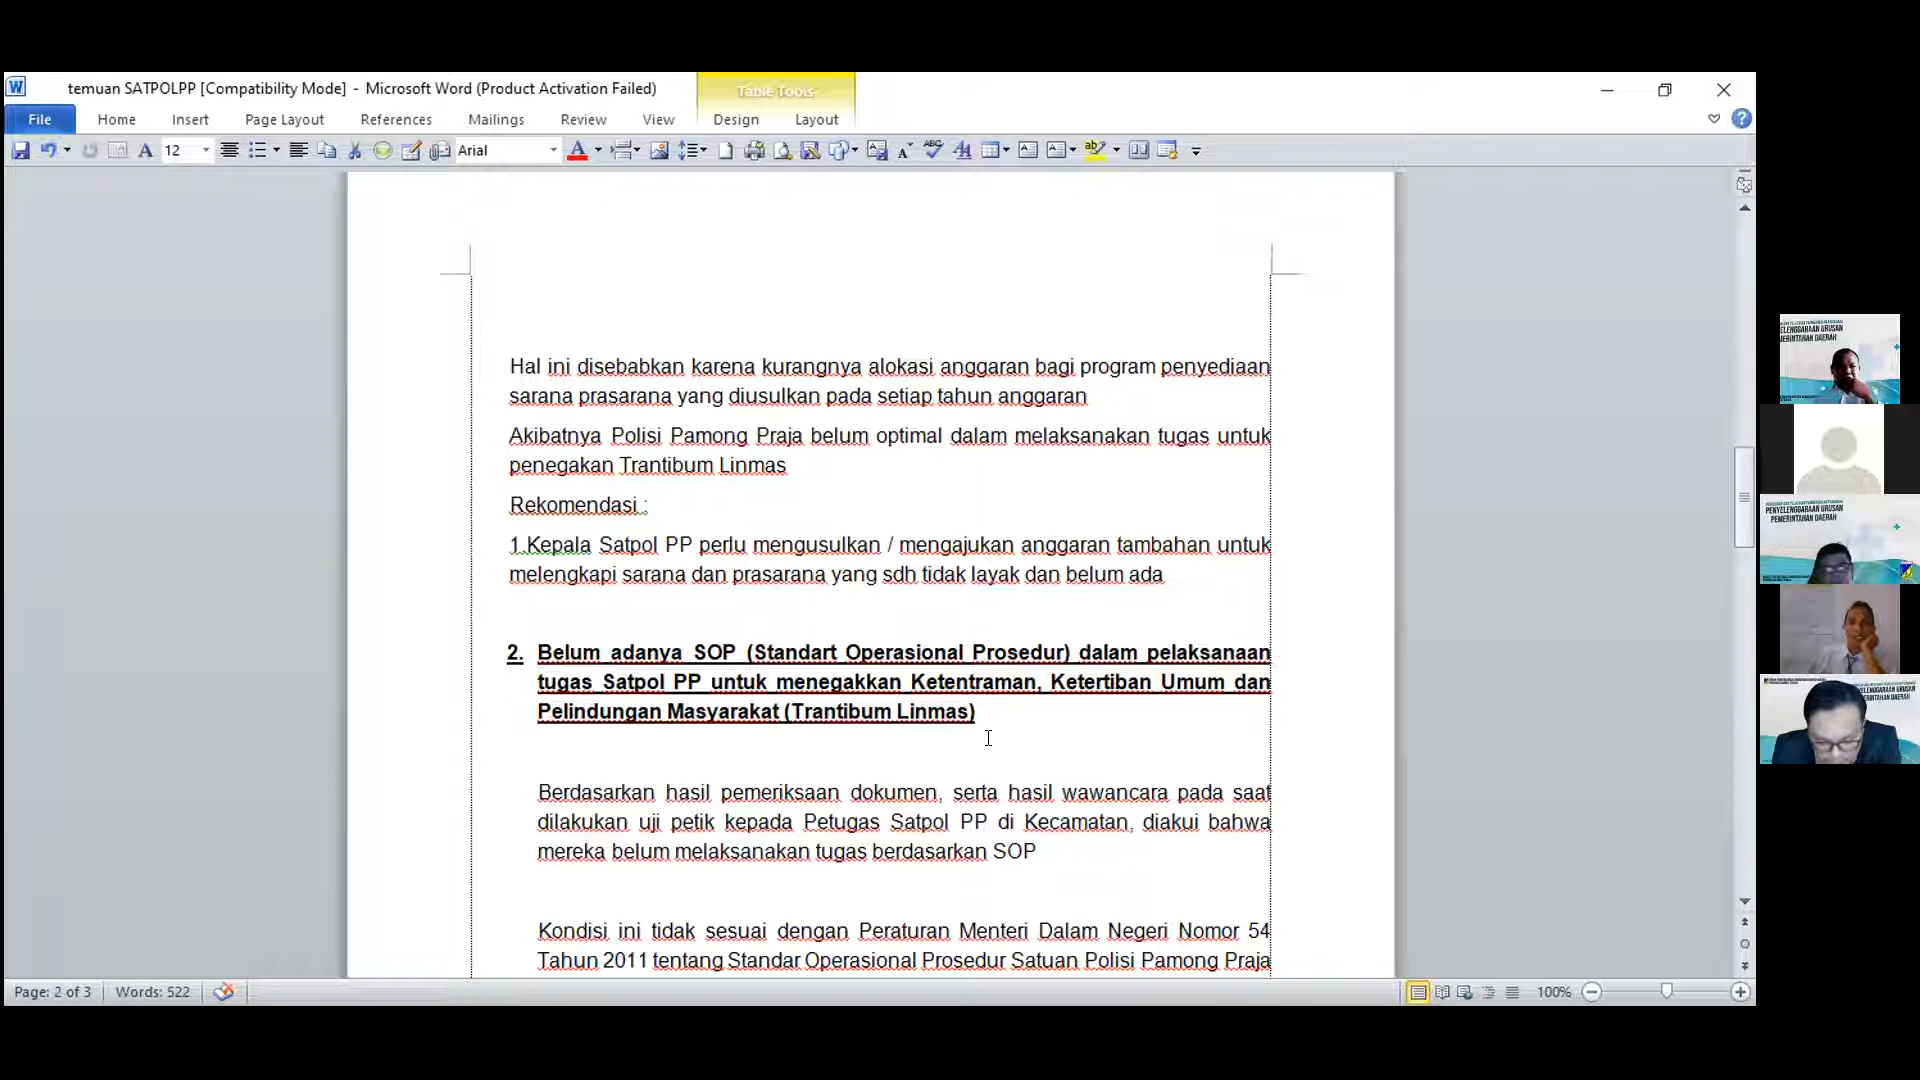 temuan SATPOLPP [Compatibility Mode] - Microsoft Word (Product Activation Failed)
Table Tools
File Home Insert Page Layout References Mailings Review View Design Layout
12 Arial
Hal ini disebabkan karena kurangnya alokasi anggaran bagi program penyediaan
sarana prasarana yang diusulkan pada setiap tahun anggaran
Akibatnya Polisi Pamong Praja belum optimal dalam melaksanakan tugas untuk
penegakan Trantibum Linmas
Rekomendasi :
1.Kepala Satpol PP perlu mengusulkan / mengajukan anggaran tambahan untuk
melengkapi sarana dan prasarana yang sdh tidak layak dan belum ada
2. Belum adanya SOP (Standart Operasional Prosedur) dalam pelaksanaan
tugas Satpol PP untuk menegakkan Ketentraman, Ketertiban Umum dan
Pelindungan Masyarakat (Trantibum Linmas)
Berdasarkan hasil pemeriksaan dokumen, serta hasil wawancara pada saat
dilakukan uji petik kepada Petugas Satpol PP di Kecamatan, diakui bahwa
mereka belum melaksanakan tugas berdasarkan SOP
Kondisi ini tidak sesuai dengan Peraturan Menteri Dalam Negeri Nomor 54
Tahun 2011 tentang Standar Operasional Prosedur Satuan Polisi Pamong Praja
Page: 2 of 3 Words: 522 100%
ELENGGARAAN URUSAN
MERINTAHAN DAERAH
PENYELENGGARAAN URUSAN
PEMERINTAHAN DAERAH